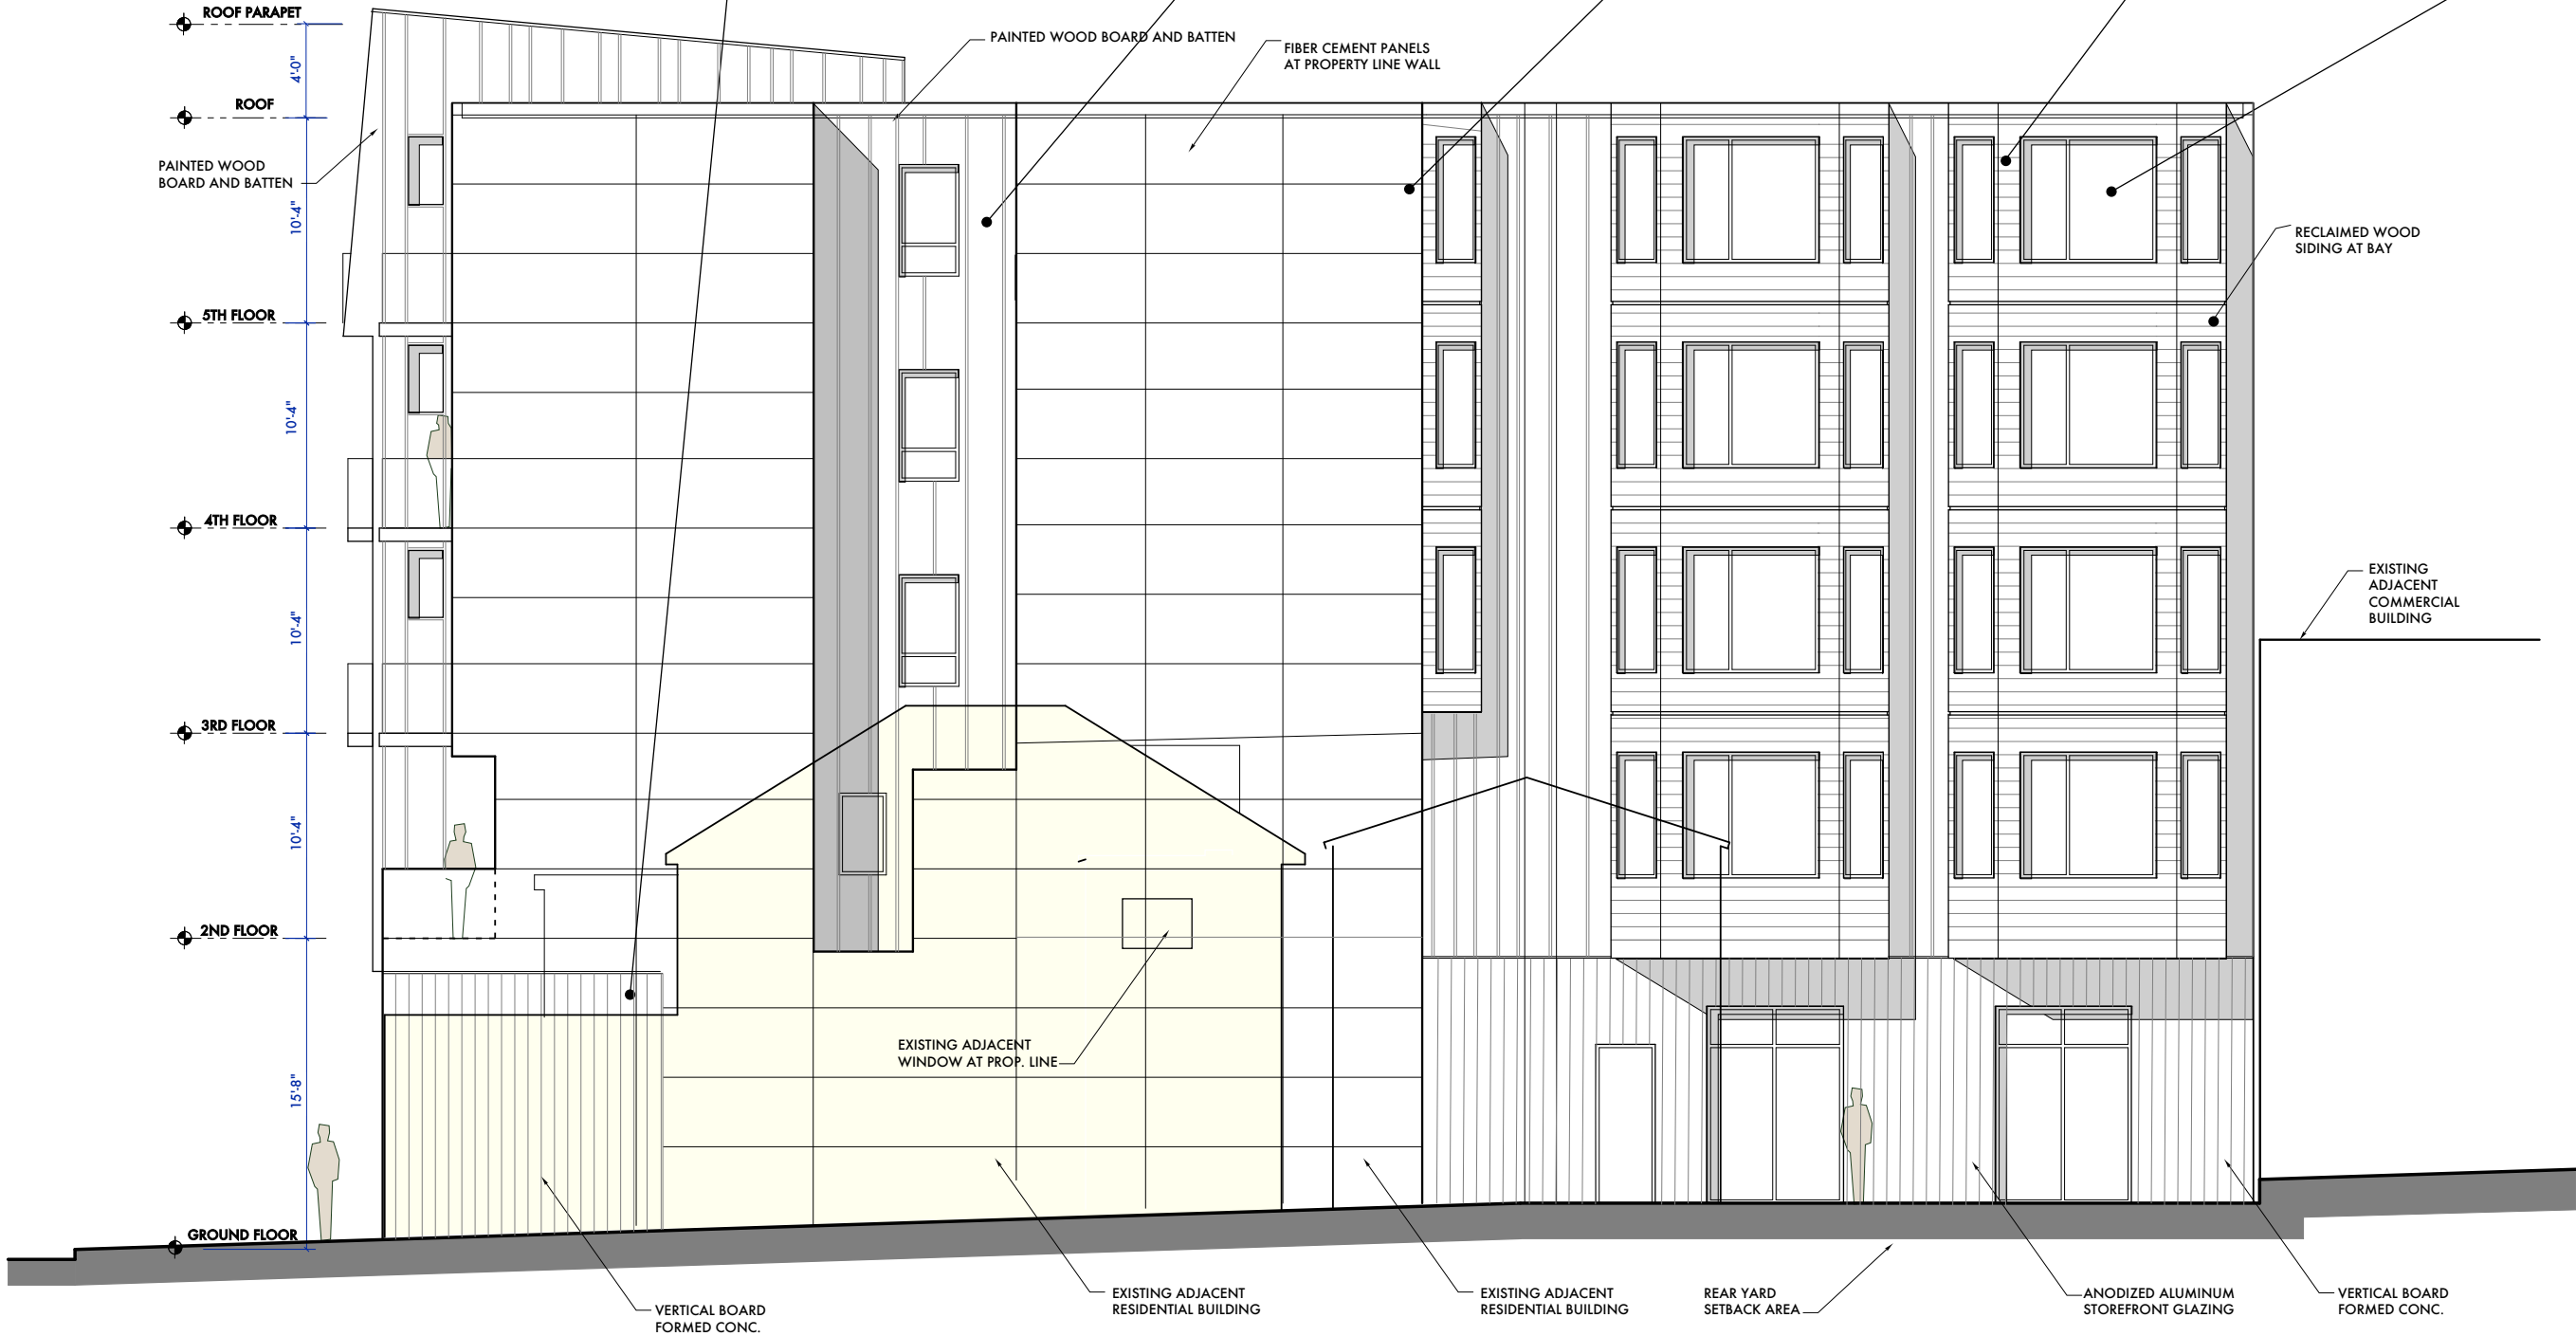 ROOF PARAPET
4'-0"
PAINTED WOOD BOARD AND BATTEN
FIBER CEMENT PANELS
AT PROPERTY LINE WALL
ROOF
PAINTED WOOD
BOARD AND BATTEN
10'-4"
RECLAIMED WOOD
SIDING AT BAY
5TH FLOOR
10'-4"
4TH FLOOR
EXISTING
ADJACENT
COMMERCIAL
BUILDING
10'-4"
3RD FLOOR
10'-4"
2ND FLOOR
EXISTING ADJACENT
WINDOW AT PROP. LINE
15'-8"
GROUND FLOOR
VERTICAL BOARD
FORMED CONC.
EXISTING ADJACENT
RESIDENTIAL BUILDING
EXISTING ADJACENT
RESIDENTIAL BUILDING
REAR YARD
SETBACK AREA
ANODIZED ALUMINUM
STOREFRONT GLAZING
VERTICAL BOARD
FORMED CONC.